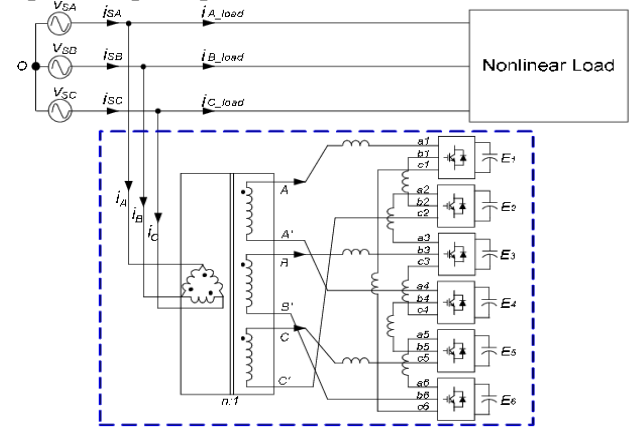 VSA
iSA
iA_load
VSB
iSB
iB_load
O
VSC
iSC
iC_load
Nonlinear Load
iA
iB
iC
A
A'
B
B'
C
C'
n:1
a1
b1
c1
E1
a2
b2
c2
E2
a3
b3
c3
E3
a4
b4
c4
E4
a5
b5
c5
E5
a6
b6
c6
E6